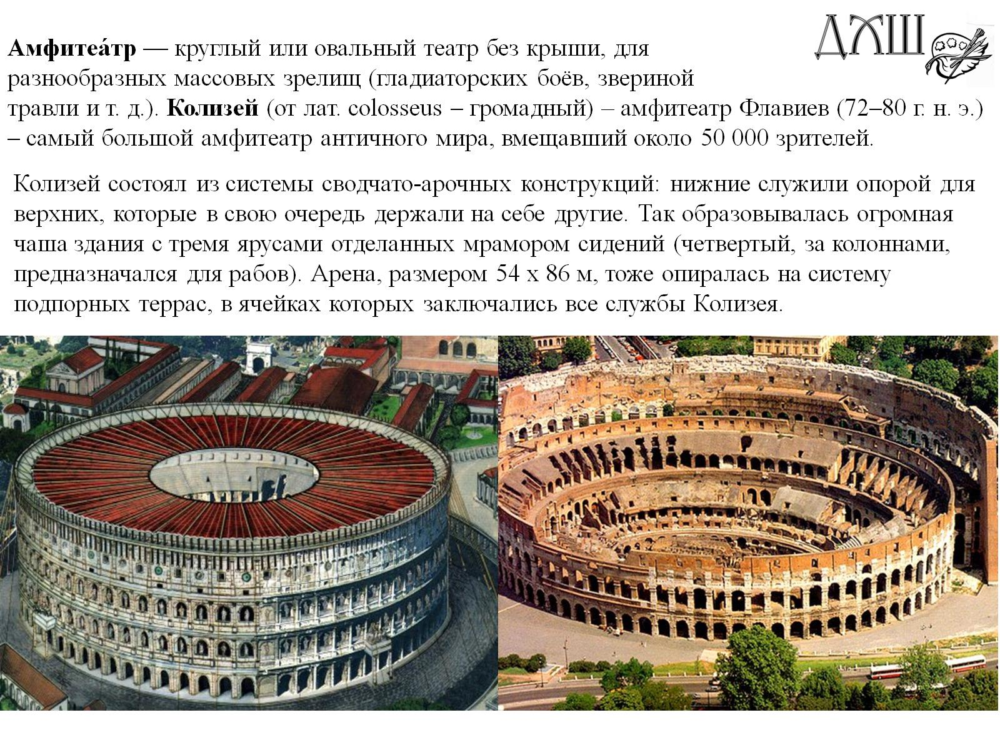 ДХШ
Амфитеа́тр — круглый или овальный театр без крыши, для
разнообразных массовых зрелищ (гладиаторских боёв, звериной
травли и т. д.). Колизей (от лат. colosseus – громадный) – амфитеатр Флавиев (72–80 г. н. э.)
– самый большой амфитеатр античного мира, вмещавший около 50 000 зрителей.
Колизей состоял из системы сводчато-арочных конструкций: нижние служили опорой для
верхних, которые в свою очередь держали на себе другие. Так образовывалась огромная
чаша здания с тремя ярусами отделанных мрамором сидений (четвертый, за колоннами,
предназначался для рабов). Арена, размером 54 x 86 м, тоже опиралась на систему
подпорных террас, в ячейках которых заключались все службы Колизея.